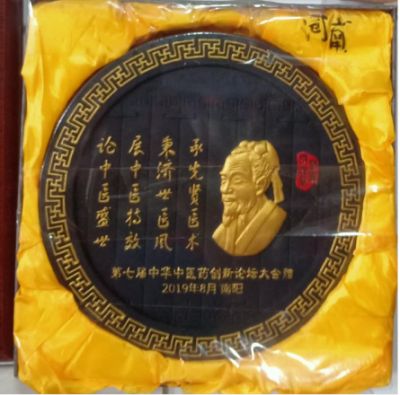 承先贤医术
秉济世医风
展中医特效
论中医盛世
第七届中华中医药创新论坛大会赠
2019年8月 南阳